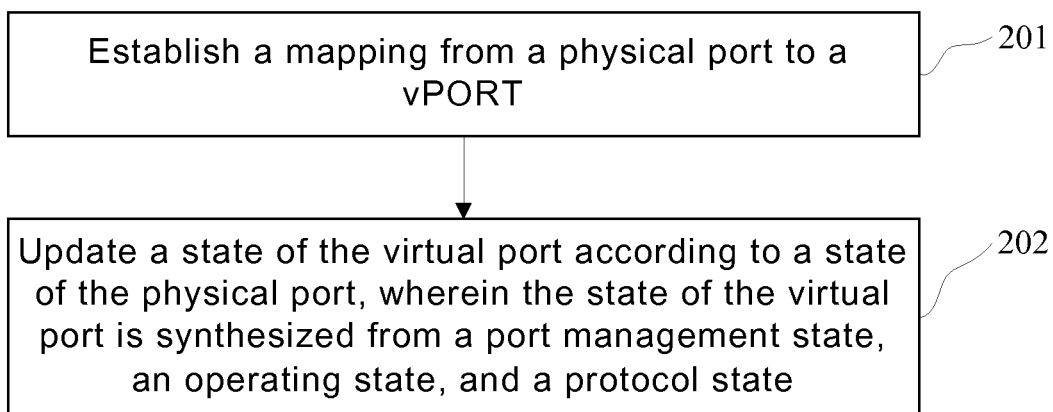 Establish a mapping from a physical port to a
vPORT
201
Update a state of the virtual port according to a state
of the physical port, wherein the state of the virtual
port is synthesized from a port management state,
an operating state, and a protocol state
202